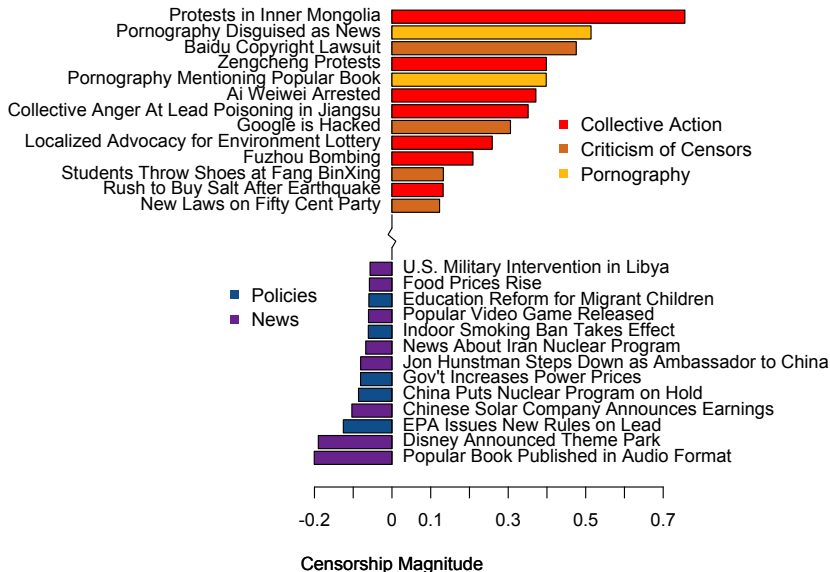 Protests in Inner Mongolia
Pornography Disguised as News
Baidu Copyright Lawsuit
Zengcheng Protests
Pornography Mentioning Popular Book
Ai Weiwei Arrested
Collective Anger At Lead Poisoning in Jiangsu
Google is Hacked
Localized Advocacy for Environment Lottery
Fuzhou Bombing
Students Throw Shoes at Fang BinXing
Rush to Buy Salt After Earthquake
New Laws on Fifty Cent Party
Collective Action
Criticism of Censors
Pornography
Policies
News
U.S. Military Intervention in Libya
Food Prices Rise
Education Reform for Migrant Children
Popular Video Game Released
Indoor Smoking Ban Takes Effect
News About Iran Nuclear Program
Jon Hunstman Steps Down as Ambassador to China
Gov't Increases Power Prices
China Puts Nuclear Program on Hold
Chinese Solar Company Announces Earnings
EPA Issues New Rules on Lead
Disney Announced Theme Park
Popular Book Published in Audio Format
-0.2 0 0.1 0.3 0.5 0.7
Censorship Magnitude